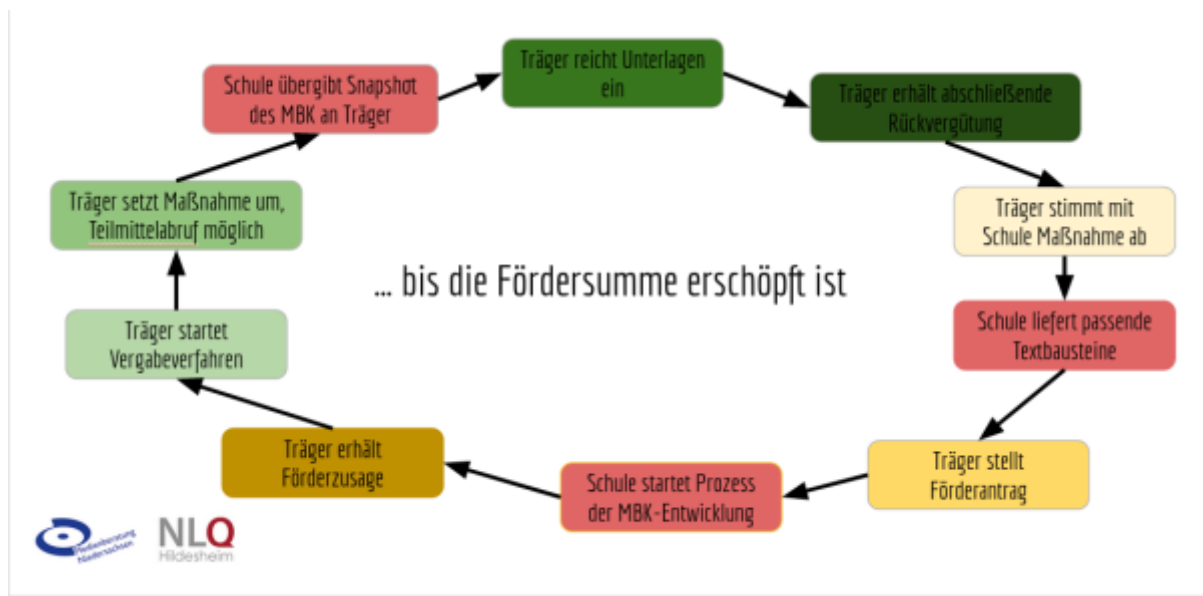 Träger reicht Unterlagen
ein
Träger erhält abschließende
Rückvergütung
Träger stimmt mit
Schule Maßnahme ab
Schule liefert passende
Textbausteine
Träger stellt
Förderantrag
Schule startet Prozess
der MBK-Entwicklung
Träger erhält
Förderzusage
Träger startet
Vergabeverfahren
Träger setzt Maßnahme um,
Teilmittelabruf möglich
Schule übergibt Snapshot
des MBK an Träger
... bis die Fördersumme erschöpft ist
Medienberatung
Niedersachsen
NLQ
Hildesheim